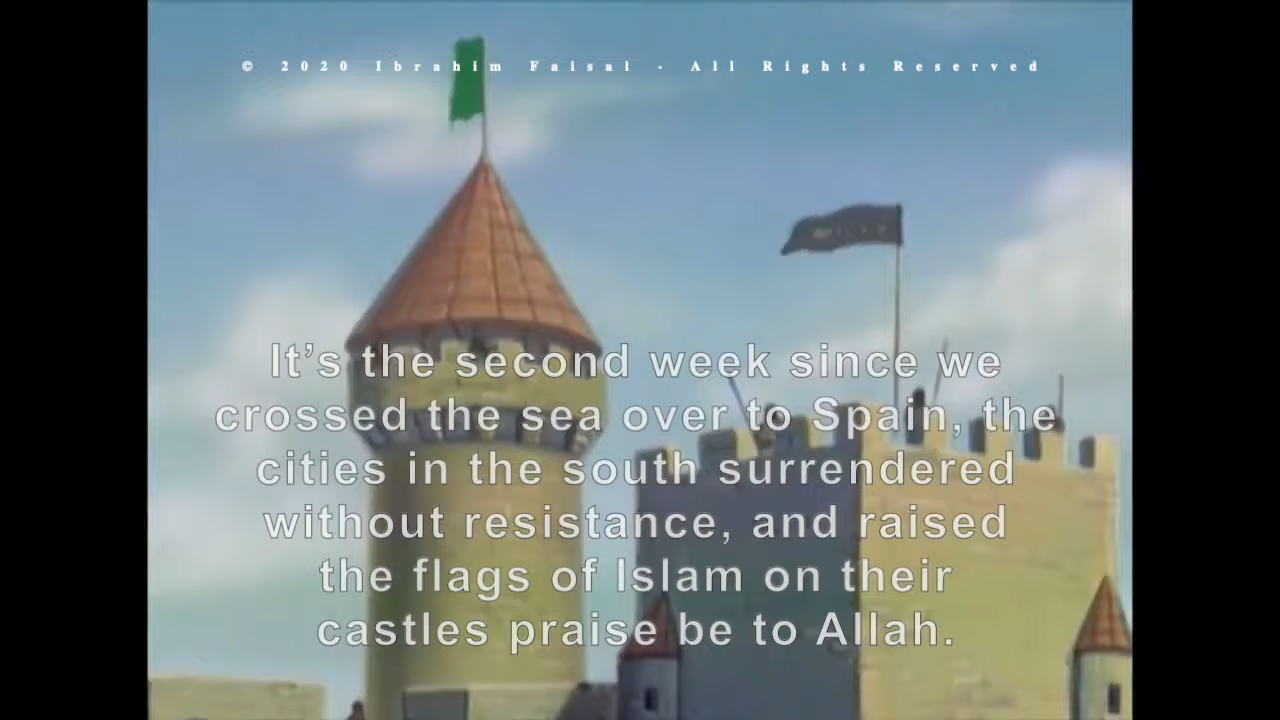 © 2020 Ibrahim Faisal - All Rights Reserved
It’s the second week since we
crossed the sea over to Spain, the
cities in the south surrendered
without resistance, and raised
the flags of Islam on their
castles praise be to Allah.